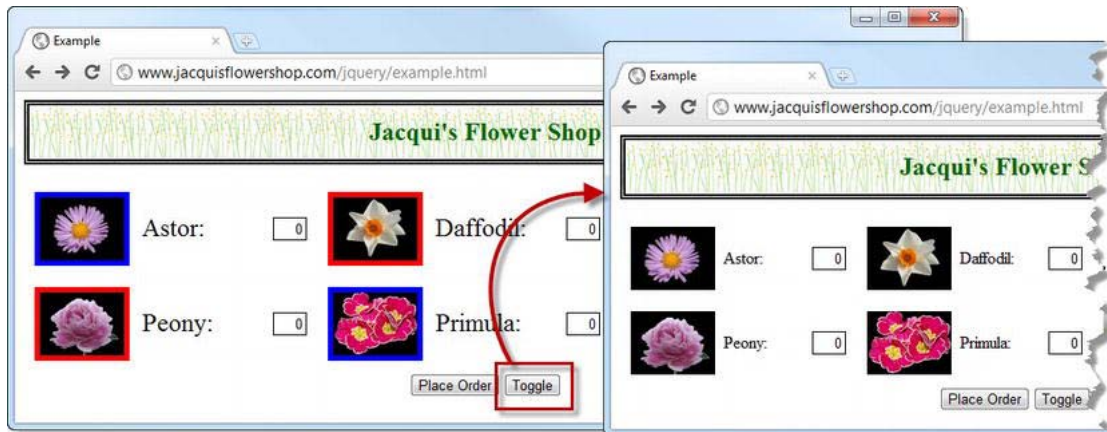 Example
www.jacquisflowershop.com/jquery/example.html
Jacqui's Flower Shop
Astor: 0
Daffodil: 0
Peony: 0
Primula: 0
Place Order Toggle
Example
www.jacquisflowershop.com/jquery/example.html
Jacqui's Flower S
Astor: 0
Daffodil: 0
Peony: 0
Primula: 0
Place Order Toggle